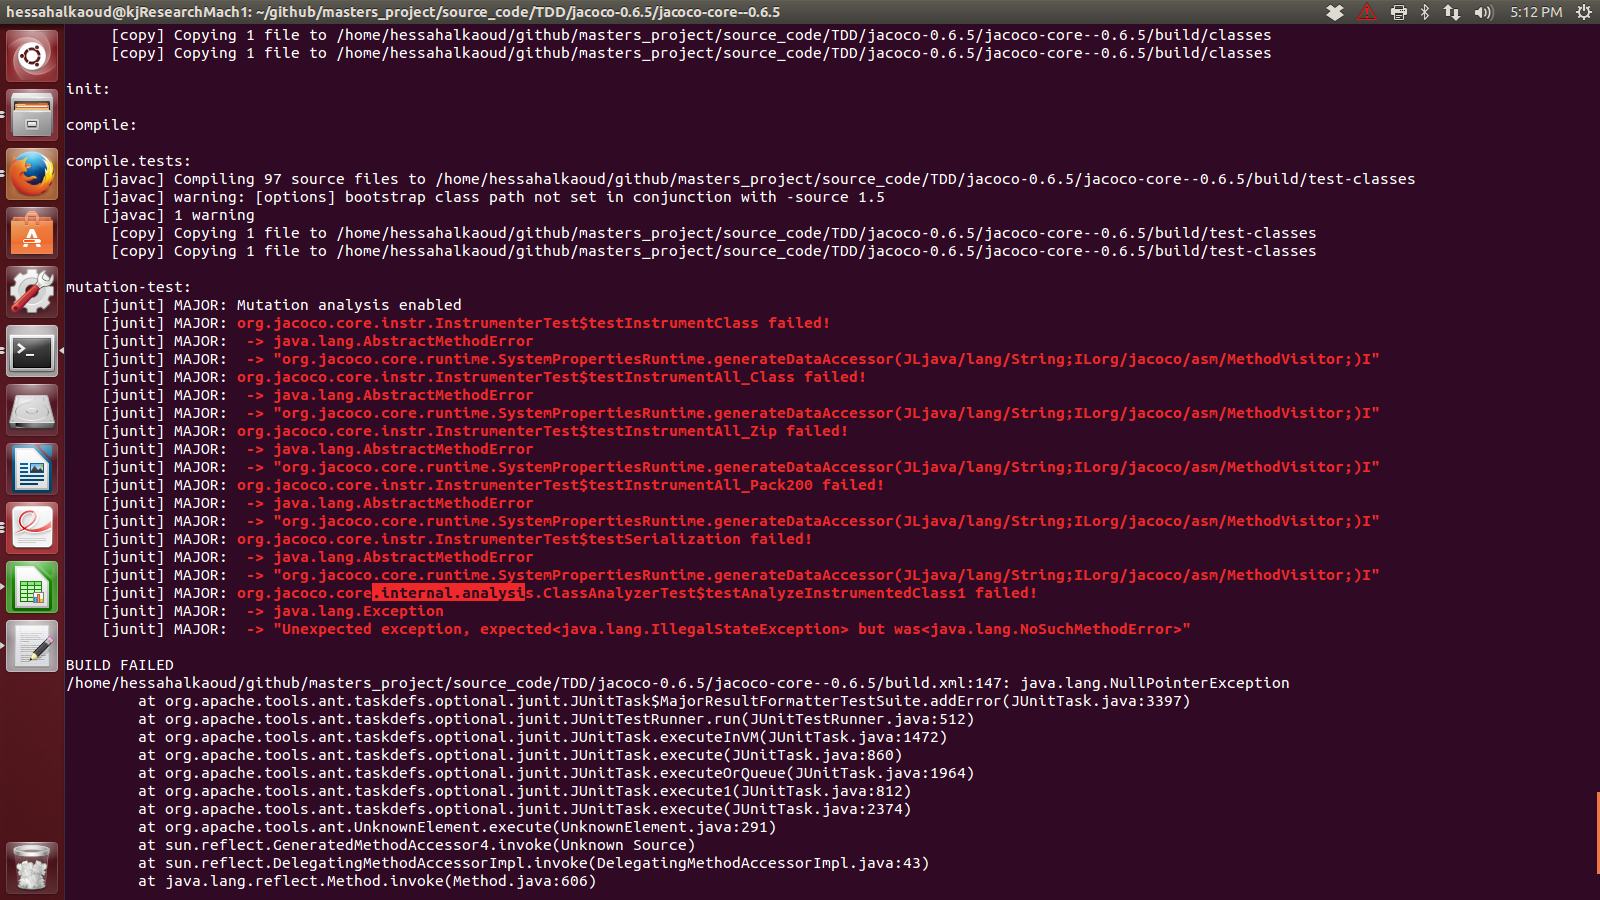 hessahalkaoud@kjResearchMach1: ~/github/masters_project/source_code/TDD/jacoco-0.6.5/jacoco-core--0.6.5
5:12 PM
[copy] Copying 1 file to /home/hessahalkaoud/github/masters_project/source_code/TDD/jacoco-0.6.5/jacoco-core--0.6.5/build/classes
[copy] Copying 1 file to /home/hessahalkaoud/github/masters_project/source_code/TDD/jacoco-0.6.5/jacoco-core--0.6.5/build/classes
init:
compile:
compile.tests:
[javac] Compiling 97 source files to /home/hessahalkaoud/github/masters_project/source_code/TDD/jacoco-0.6.5/jacoco-core--0.6.5/build/test-classes
[javac] warning: [options] bootstrap class path not set in conjunction with -source 1.5
[javac] 1 warning
[copy] Copying 1 file to /home/hessahalkaoud/github/masters_project/source_code/TDD/jacoco-0.6.5/jacoco-core--0.6.5/build/test-classes
[copy] Copying 1 file to /home/hessahalkaoud/github/masters_project/source_code/TDD/jacoco-0.6.5/jacoco-core--0.6.5/build/test-classes
mutation-test:
[junit] MAJOR: Mutation analysis enabled
[junit] MAJOR: org.jacoco.core.instr.InstrumenterTest$testInstrumentClass failed!
[junit] MAJOR:  -> java.lang.AbstractMethodError
[junit] MAJOR:  -> "org.jacoco.core.runtime.SystemPropertiesRuntime.generateDataAccessor(JLjava/lang/String;ILorg/jacoco/asm/MethodVisitor;)I"
[junit] MAJOR: org.jacoco.core.instr.InstrumenterTest$testInstrumentAll_Class failed!
[junit] MAJOR:  -> java.lang.AbstractMethodError
[junit] MAJOR:  -> "org.jacoco.core.runtime.SystemPropertiesRuntime.generateDataAccessor(JLjava/lang/String;ILorg/jacoco/asm/MethodVisitor;)I"
[junit] MAJOR: org.jacoco.core.instr.InstrumenterTest$testInstrumentAll_Zip failed!
[junit] MAJOR:  -> java.lang.AbstractMethodError
[junit] MAJOR:  -> "org.jacoco.core.runtime.SystemPropertiesRuntime.generateDataAccessor(JLjava/lang/String;ILorg/jacoco/asm/MethodVisitor;)I"
[junit] MAJOR: org.jacoco.core.instr.InstrumenterTest$testInstrumentAll_Pack200 failed!
[junit] MAJOR:  -> java.lang.AbstractMethodError
[junit] MAJOR:  -> "org.jacoco.core.runtime.SystemPropertiesRuntime.generateDataAccessor(JLjava/lang/String;ILorg/jacoco/asm/MethodVisitor;)I"
[junit] MAJOR: org.jacoco.core.instr.InstrumenterTest$testSerialization failed!
[junit] MAJOR:  -> java.lang.AbstractMethodError
[junit] MAJOR:  -> "org.jacoco.core.runtime.SystemPropertiesRuntime.generateDataAccessor(JLjava/lang/String;ILorg/jacoco/asm/MethodVisitor;)I"
[junit] MAJOR: org.jacoco.core.internal.analysis.ClassAnalyzerTest$testAnalyzeInstrumentedClass1 failed!
[junit] MAJOR:  -> java.lang.Exception
[junit] MAJOR:  -> "Unexpected exception, expected<java.lang.IllegalStateException> but was<java.lang.NoSuchMethodError>"
BUILD FAILED
/home/hessahalkaoud/github/masters_project/source_code/TDD/jacoco-0.6.5/jacoco-core--0.6.5/build.xml:147: java.lang.NullPointerException
at org.apache.tools.ant.taskdefs.optional.junit.JUnitTask$MajorResultFormatterTestSuite.addError(JUnitTask.java:3397)
at org.apache.tools.ant.taskdefs.optional.junit.JUnitTestRunner.run(JUnitTestRunner.java:512)
at org.apache.tools.ant.taskdefs.optional.junit.JUnitTask.executeInVM(JUnitTask.java:1472)
at org.apache.tools.ant.taskdefs.optional.junit.JUnitTask.execute(JUnitTask.java:860)
at org.apache.tools.ant.taskdefs.optional.junit.JUnitTask.executeOrQueue(JUnitTask.java:1964)
at org.apache.tools.ant.taskdefs.optional.junit.JUnitTask.execute1(JUnitTask.java:812)
at org.apache.tools.ant.taskdefs.optional.junit.JUnitTask.execute(JUnitTask.java:2374)
at org.apache.tools.ant.UnknownElement.execute(UnknownElement.java:291)
at sun.reflect.GeneratedMethodAccessor4.invoke(Unknown Source)
at sun.reflect.DelegatingMethodAccessorImpl.invoke(DelegatingMethodAccessorImpl.java:43)
at java.lang.reflect.Method.invoke(Method.java:606)